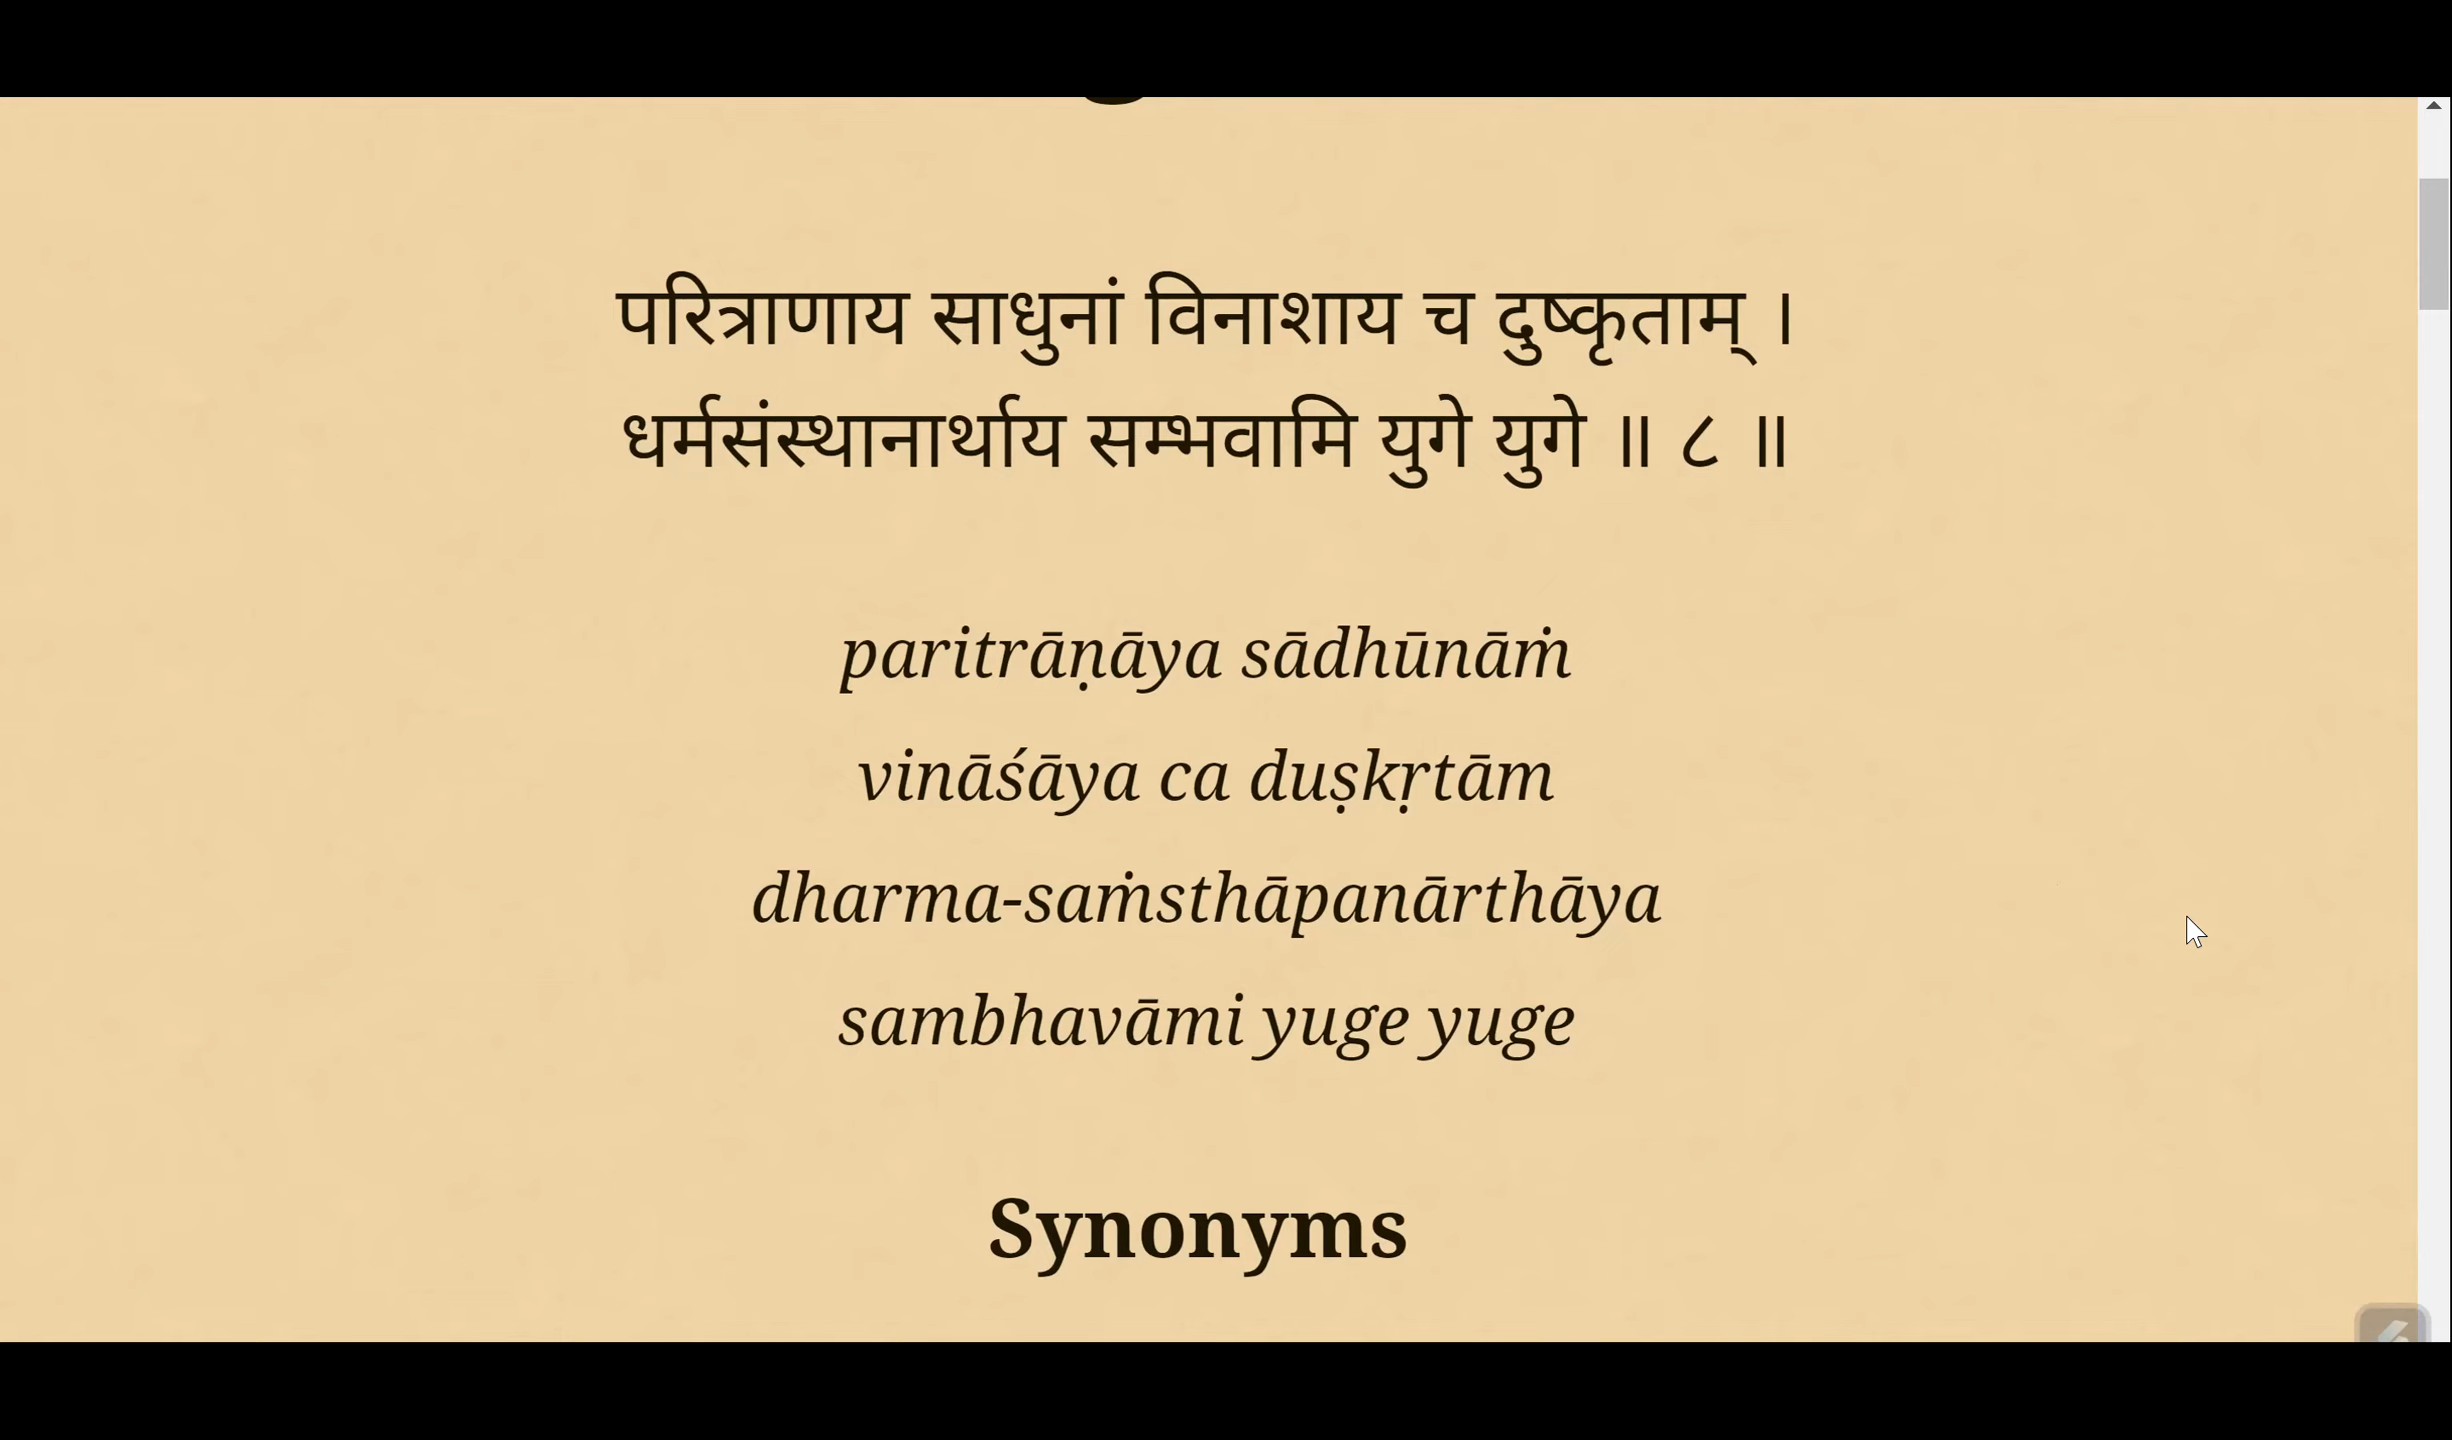 परित्राणाय साधुनां विनाशाय च दुष्कृताम् ।
धर्मसंस्थानार्थाय सम्भवामि युगे युगे ॥ ८ ॥
paritrāṇāya sādhūnāṁ
vināśāya ca duṣkṛtām
dharma-saṁsthāpanārthāya
sambhavāmi yuge yuge
Synonyms